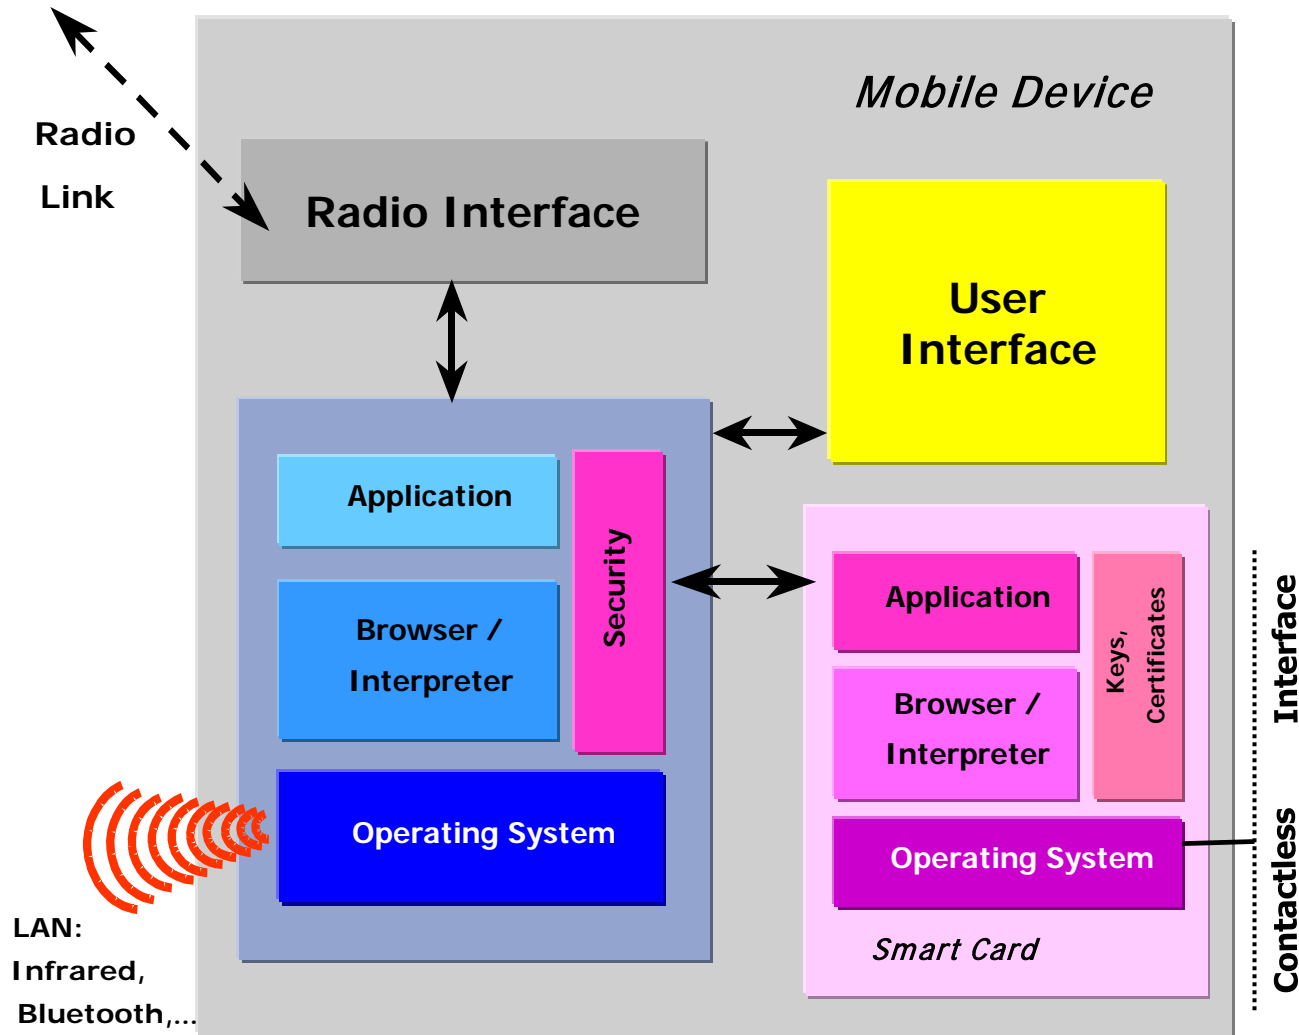 Mobile Device
Radio
Link
Radio Interface
User
Interface
Application
Browser /
Interpreter
Security
Operating System
Application
Browser /
Interpreter
Keys,
Certificates
Operating System
Smart Card
Contactless Interface
LAN:
Infrared,
Bluetooth,...